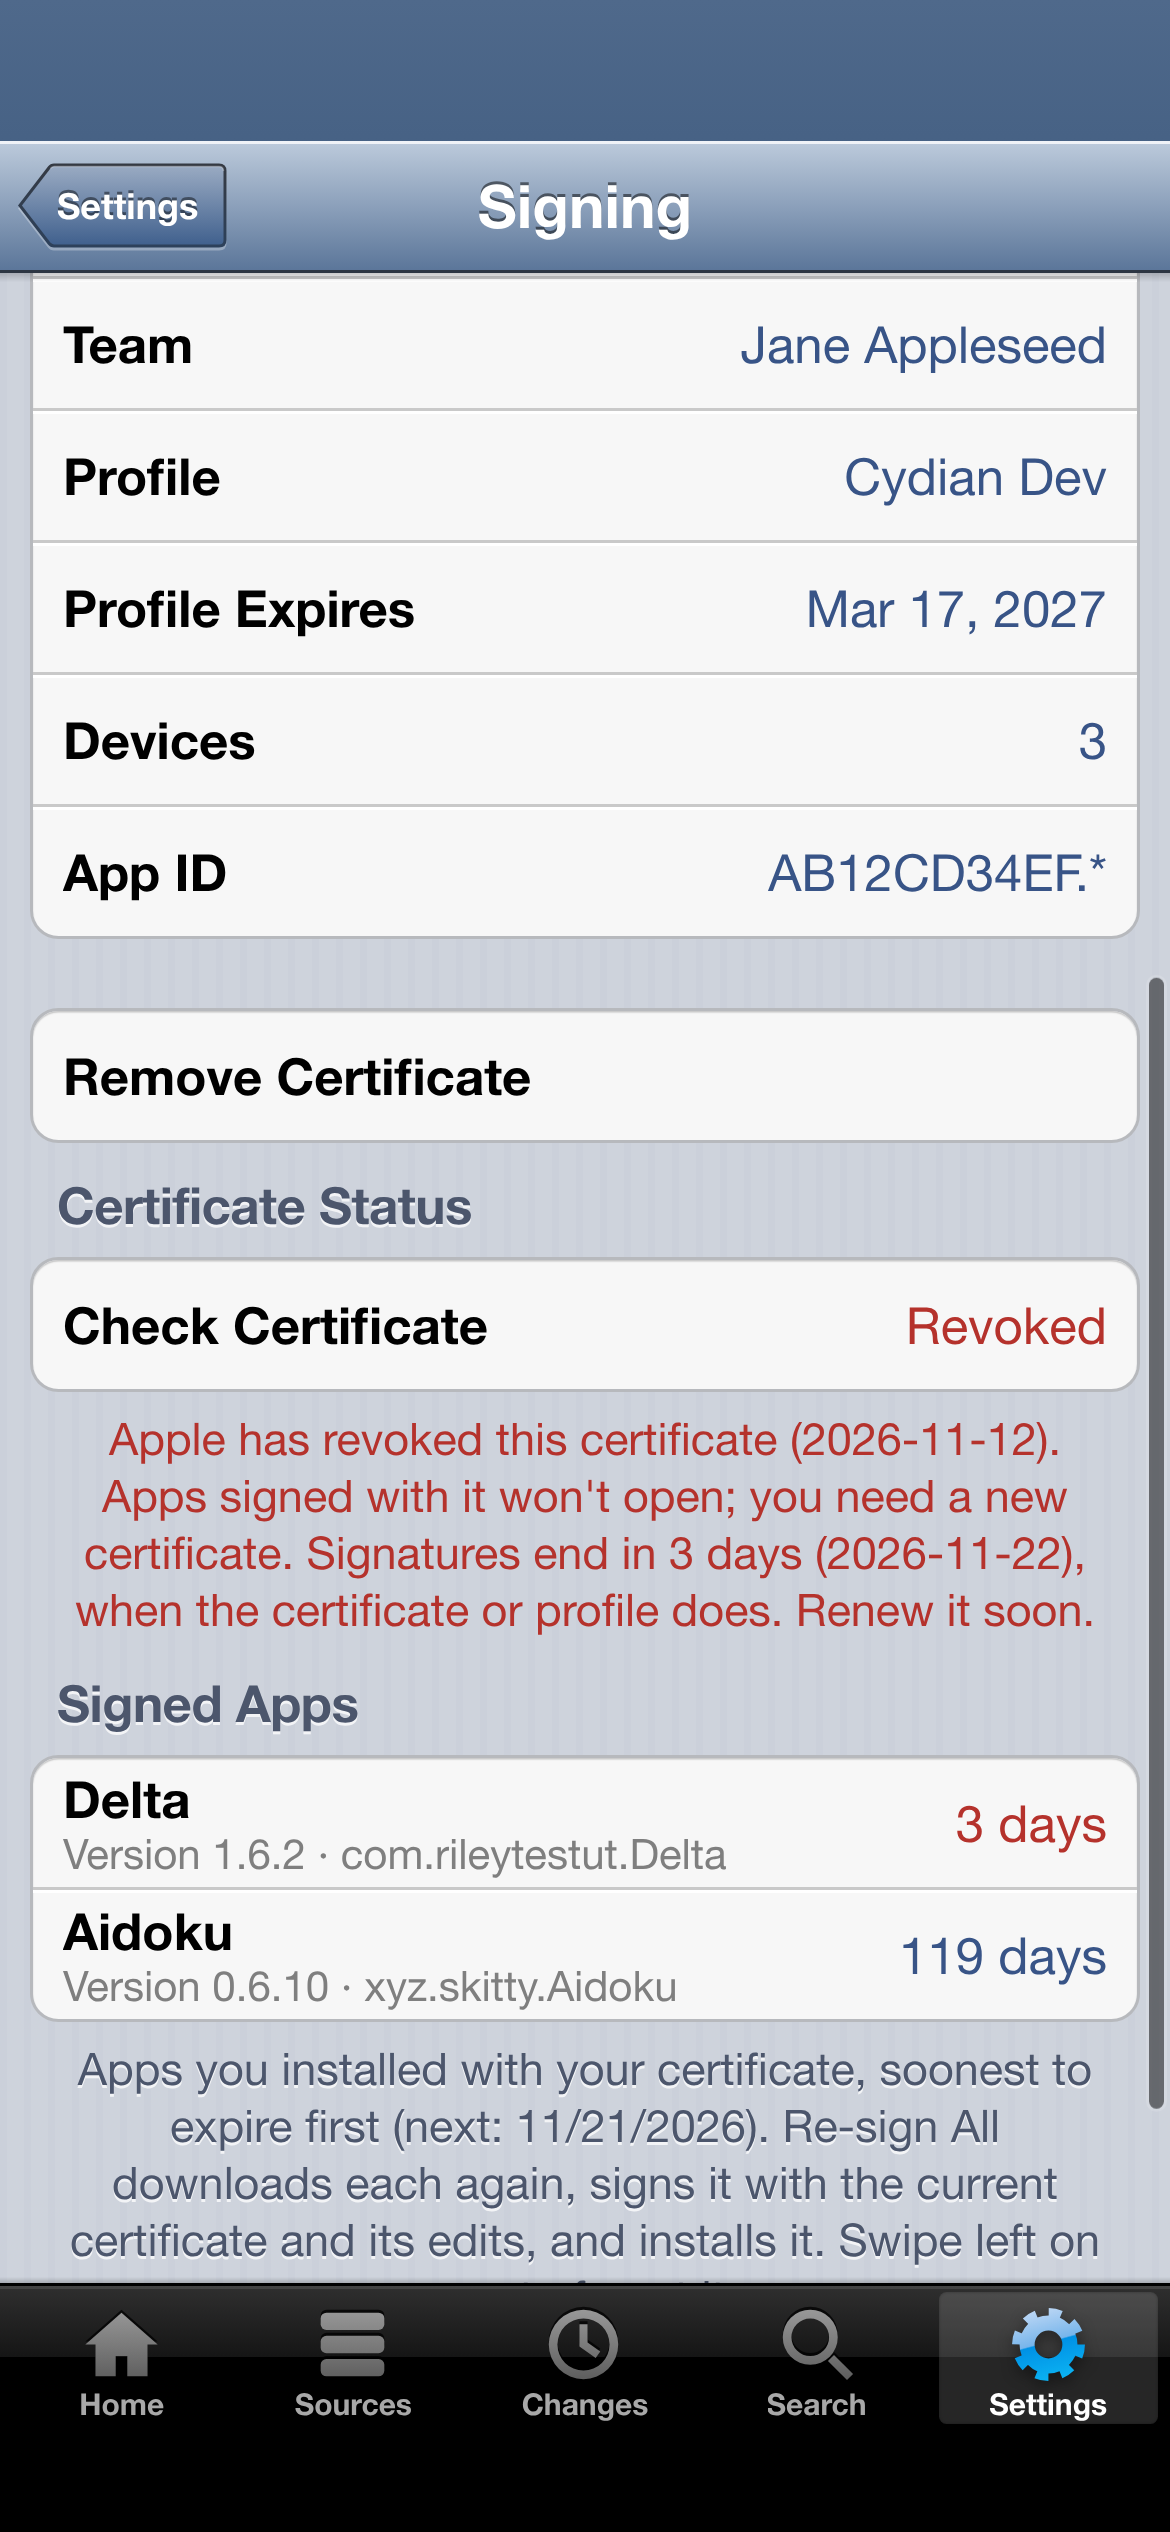 Settings
Signing
Team
Jane Appleseed
Profile
Cydian Dev
Profile Expires
Mar 17, 2027
Devices
3
App ID
AB12CD34EF.*
Remove Certificate
Certificate Status
Check Certificate
Revoked
Apple has revoked this certificate (2026-11-12).
Apps signed with it won't open; you need a new
certificate. Signatures end in 3 days (2026-11-22),
when the certificate or profile does. Renew it soon.
Signed Apps
Delta
Version 1.6.2 · com.rileytestut.Delta
3 days
Aidoku
Version 0.6.10 · xyz.skitty.Aidoku
119 days
Apps you installed with your certificate, soonest to
expire first (next: 11/21/2026). Re-sign All
downloads each again, signs it with the current
certificate and its edits, and installs it. Swipe left on
Home
Sources
Changes
Search
Settings